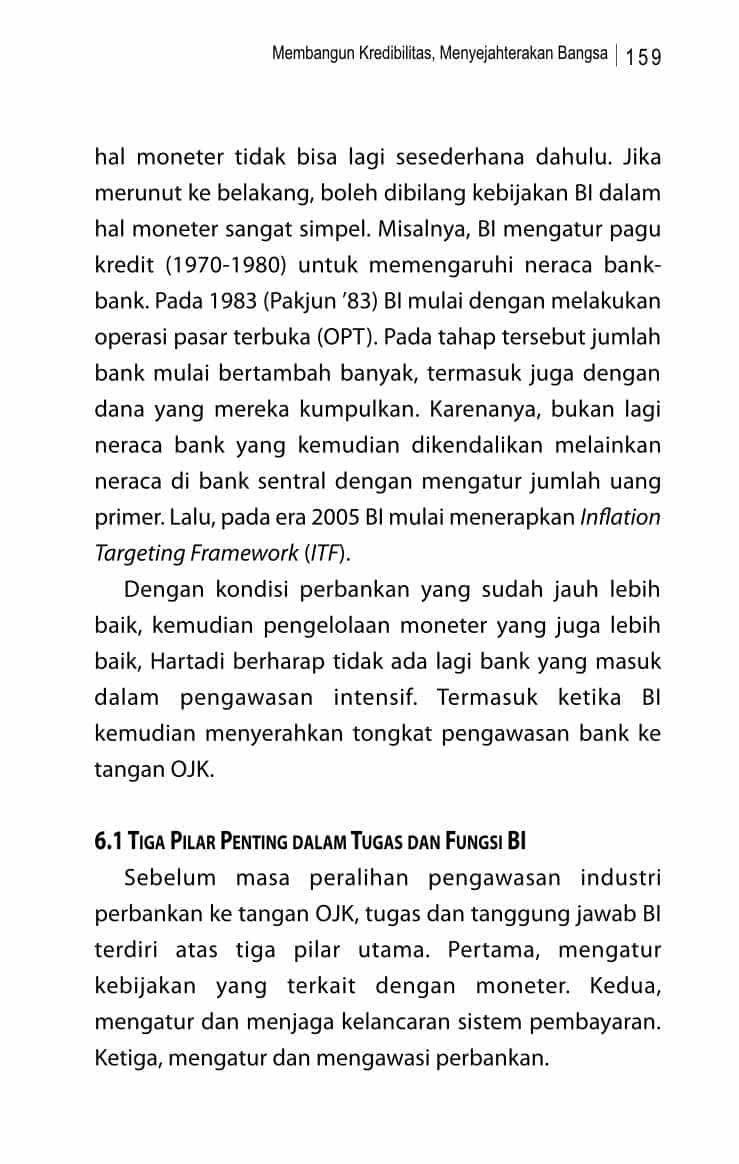 Membangun Kredibilitas, Menyejahterakan Bangsa | 159
hal moneter tidak bisa lagi sesederhana dahulu. Jika
merunut ke belakang, boleh dibilang kebijakan BI dalam
hal moneter sangat simpel. Misalnya, BI mengatur pagu
kredit (1970-1980) untuk memengaruhi neraca bank-
bank. Pada 1983 (Pakjun ’83) BI mulai dengan melakukan
operasi pasar terbuka (OPT). Pada tahap tersebut jumlah
bank mulai bertambah banyak, termasuk juga dengan
dana yang mereka kumpulkan. Karenanya, bukan lagi
neraca bank yang kemudian dikendalikan melainkan
neraca di bank sentral dengan mengatur jumlah uang
primer. Lalu, pada era 2005 BI mulai menerapkan Inflation
Targeting Framework (ITF).
Dengan kondisi perbankan yang sudah jauh lebih
baik, kemudian pengelolaan moneter yang juga lebih
baik, Hartadi berharap tidak ada lagi bank yang masuk
dalam pengawasan intensif. Termasuk ketika BI
kemudian menyerahkan tongkat pengawasan bank ke
tangan OJK.
6.1 Tiga Pilar Penting dalam Tugas dan Fungsi BI
Sebelum masa peralihan pengawasan industri
perbankan ke tangan OJK, tugas dan tanggung jawab BI
terdiri atas tiga pilar utama. Pertama, mengatur
kebijakan yang terkait dengan moneter. Kedua,
mengatur dan menjaga kelancaran sistem pembayaran.
Ketiga, mengatur dan mengawasi perbankan.